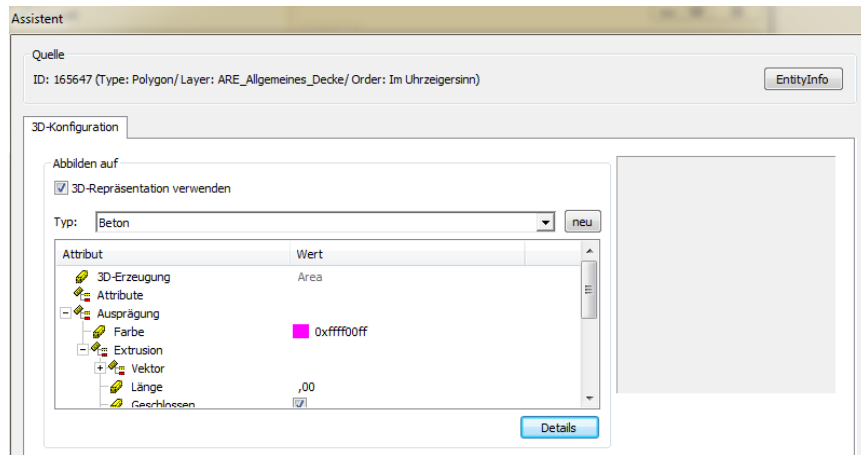 Assistent
Quelle
ID: 165647 (Type: Polygon/ Layer: ARE_Allgemeines_Decke/ Order: Im Uhrzeigersinn)
EntityInfo
3D-Konfiguration
Abbilden auf
3D-Repräsentation verwenden
Typ: Beton neu
Attribut Wert
3D-Erzeugung Area
Attribute
Ausprägung
Farbe 0xffff00ff
Extrusion
Vektor
Länge ,00
Geschlossen
Details